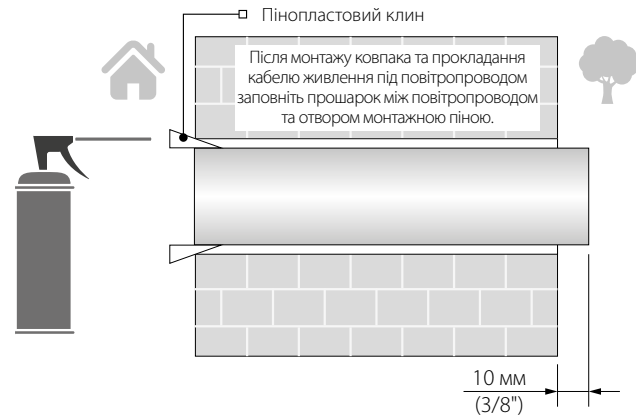 Пінопластовий клин
Після монтажу ковпака та прокладання
кабелю живлення під повітропроводом
заповніть прошарок між повітропроводом
та отвором монтажною піною.
10 мм
(3/8")